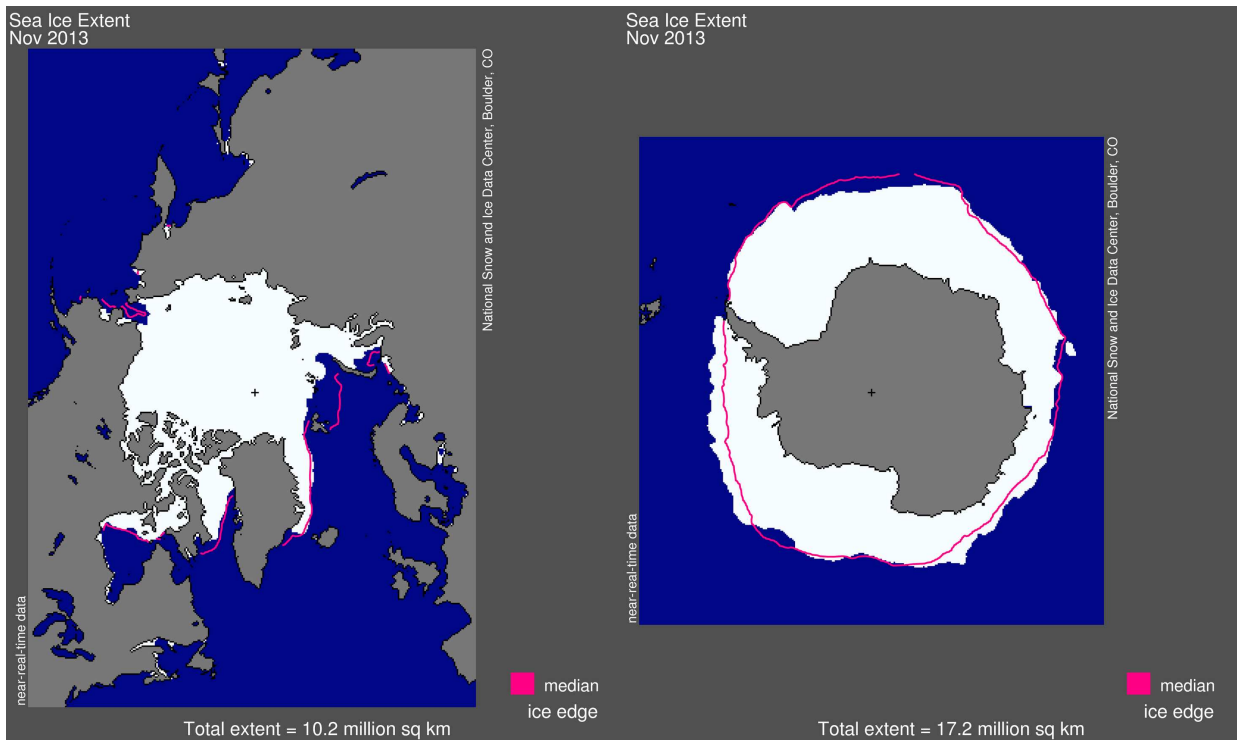 Sea Ice Extent
Nov 2013
National Snow and Ice Data Center, Boulder, CO
near-real-time data
median
ice edge
Total extent = 10.2 million sq km
Sea Ice Extent
Nov 2013
National Snow and Ice Data Center, Boulder, CO
near-real-time data
median
ice edge
Total extent = 17.2 million sq km